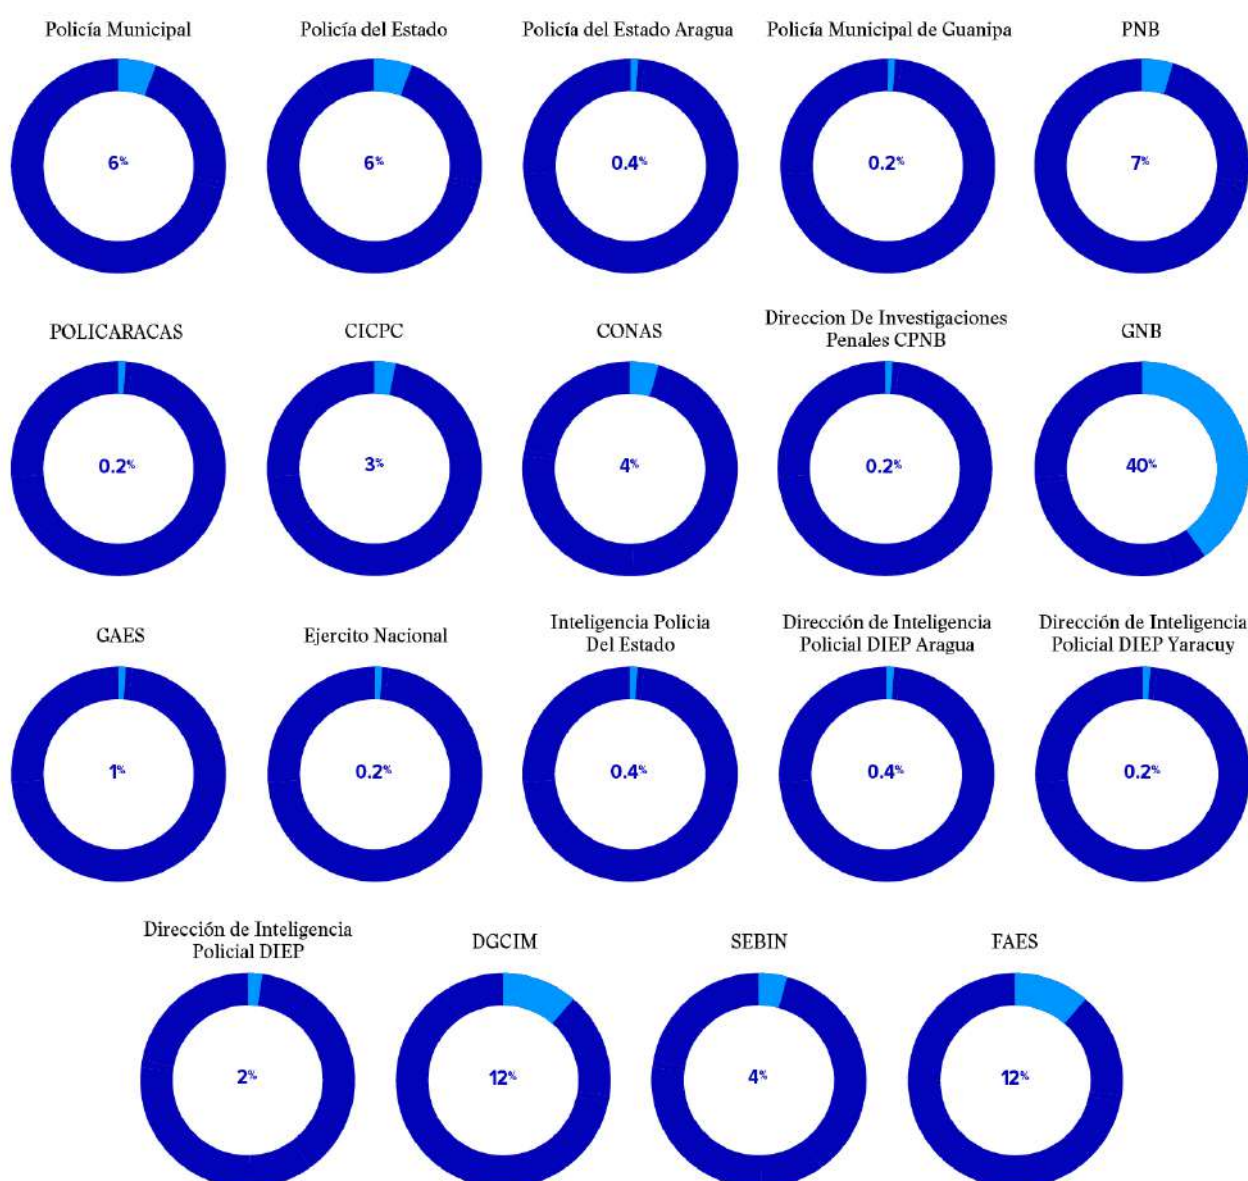 Policía Municipal
Policía del Estado
Policía del Estado Aragua
Policía Municipal de Guanipa
PNB
6%
6%
0.4%
0.2%
7%
POLICARACAS
CICPC
CONAS
Direccion De Investigaciones
Penales CPNB
GNB
0.2%
3%
4%
0.2%
40%
GAES
Ejercito Nacional
Inteligencia Policia
Del Estado
Dirección de Inteligencia
Policial DIEP Aragua
Dirección de Inteligencia
Policial DIEP Yaracuy
1%
0.2%
0.4%
0.4%
0.2%
Dirección de Inteligencia
Policial DIEP
DGCIM
SEBIN
FAES
2%
12%
4%
12%